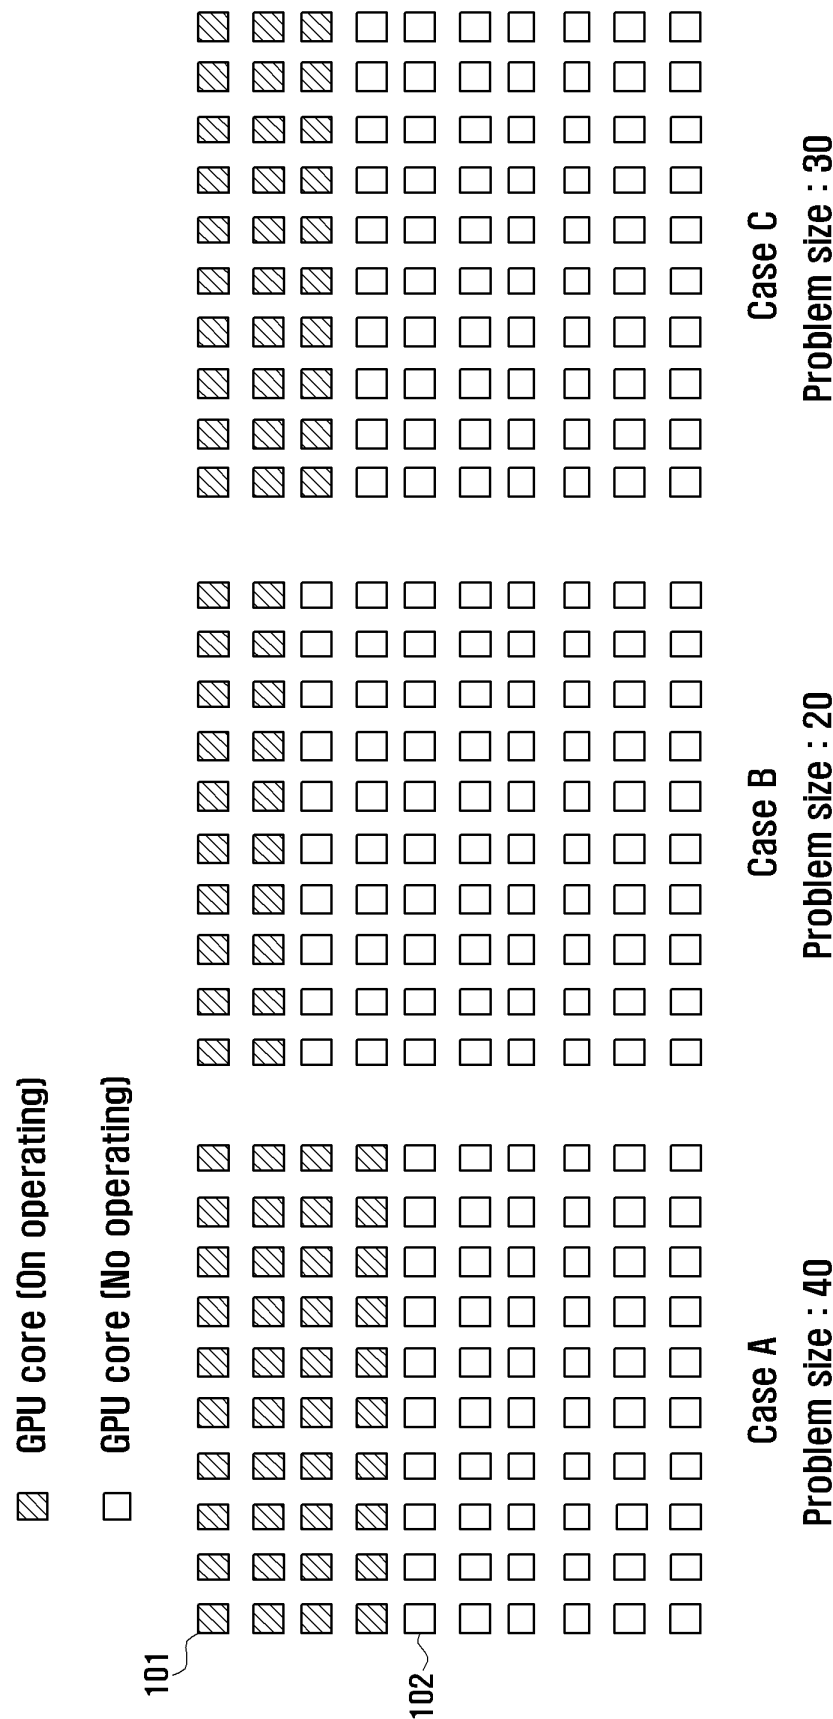 GPU core (On operating)
GPU core (No operating)
101
102
Case A
Problem size : 40
Case B
Problem size : 20
Case C
Problem size : 30